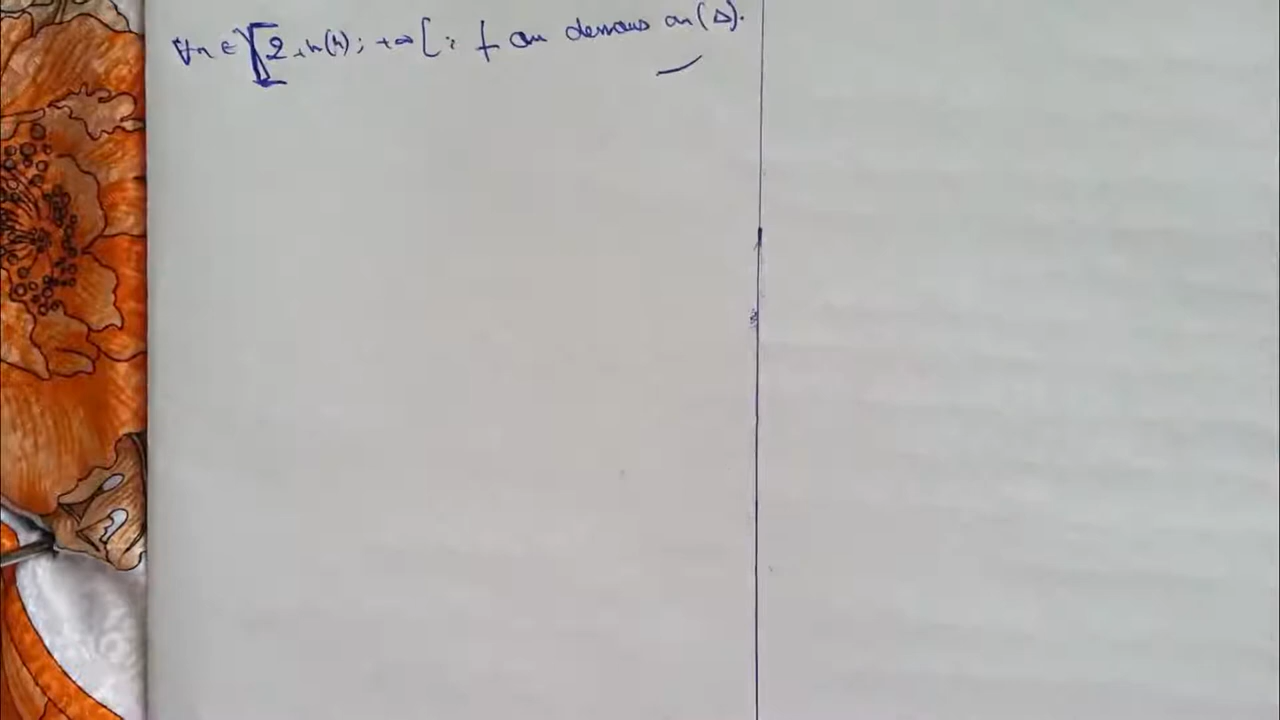 ∀x ∈ [2 ln(4); +∞[ : f au dessous de (Δ).